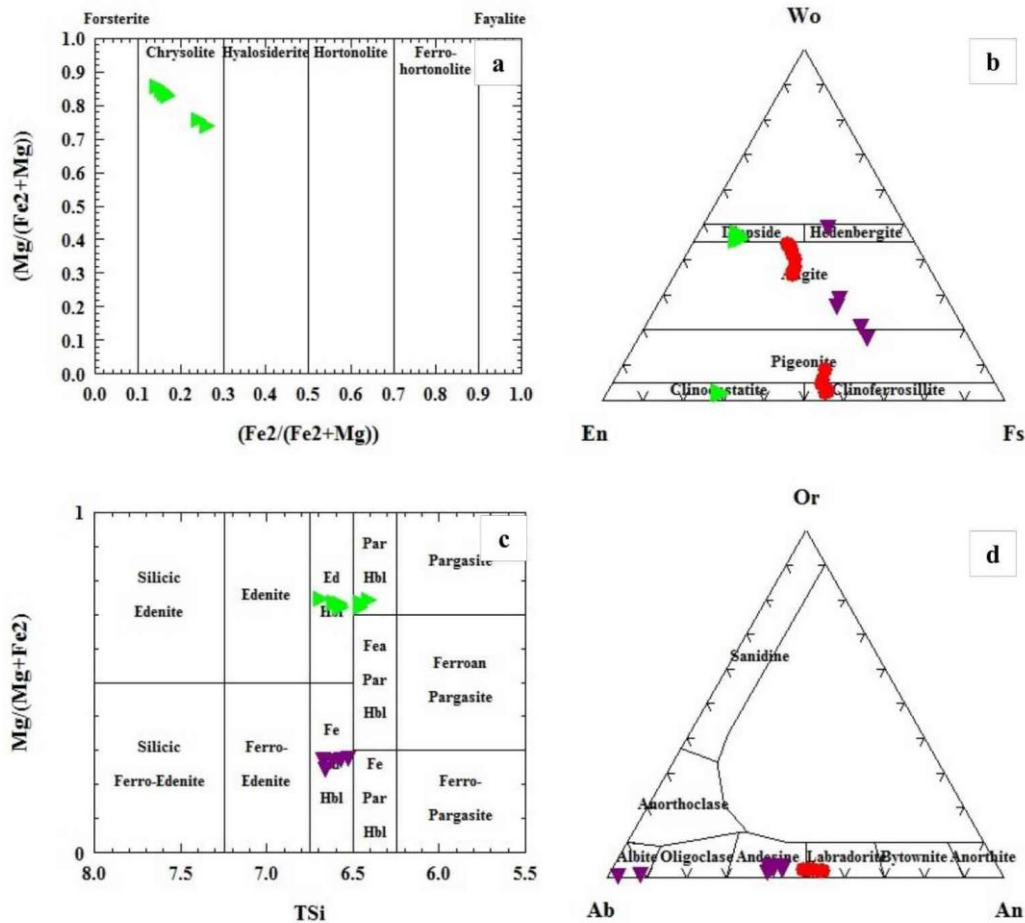 Forsterite Fayalite
1.0 Chrysolite Hyalosiderite Hortonolite Ferro-
hortonolite
a
0.9
0.8
0.7
0.6
0.5
0.4
0.3
0.2
0.1
0.0
(Mg/(Fe2+Mg))
0.0 0.1 0.2 0.3 0.4 0.5 0.6 0.7 0.8 0.9 1.0
(Fe2/(Fe2+Mg))
Wo
b
Diopside Hedenbergite
Augite
Pigeonite
Clinoenstatite Clinoferrosillite
En Fs
1
c
Mg/(Mg+Fe2)
Silicic
Edenite
Edenite
Ed
Hbl
Par
Hbl
Pargasite
Fea
Par
Hbl
Ferroan
Pargasite
Silicic
Ferro-Edenite
Ferro-
Edenite
Fe
Ed
Hbl
Fe
Par
Hbl
Ferro-
Pargasite
0
8.0 7.5 7.0 6.5 6.0 5.5
TSi
Or
d
Sanidine
Anorthoclase
Albite Oligoclase Andesine Labradorite Bytownite Anorthite
Ab An